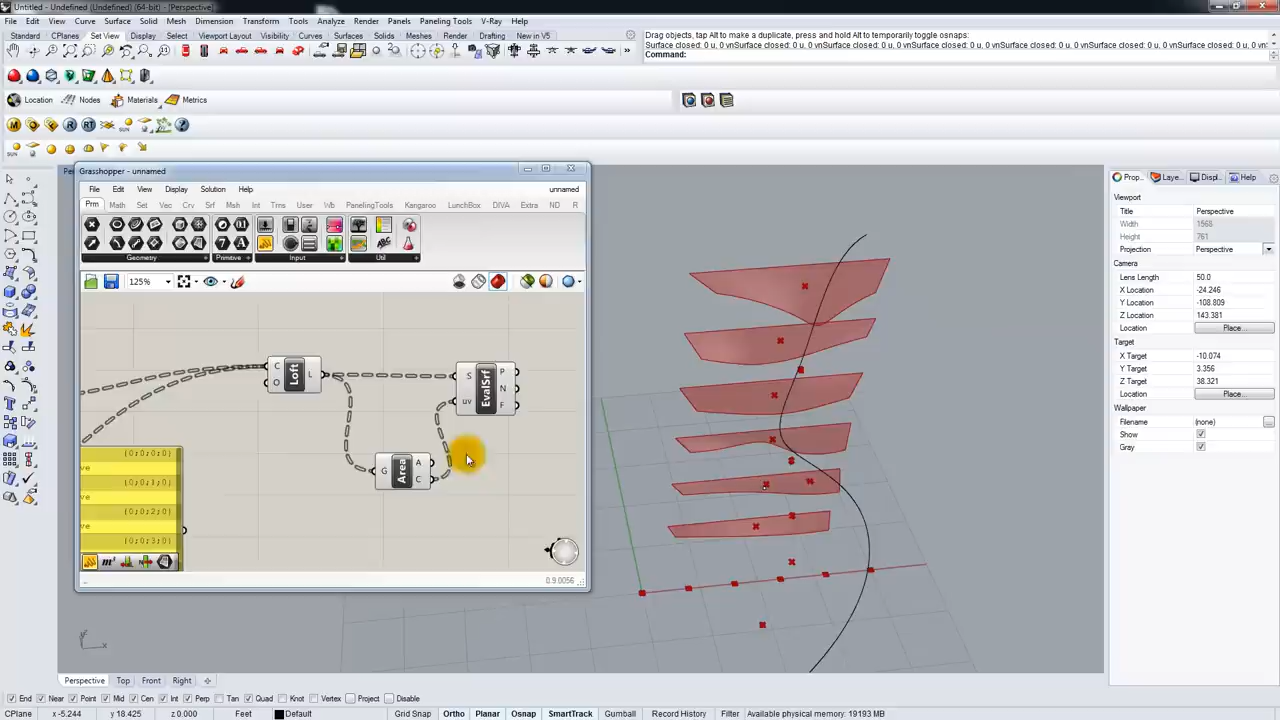 Untitled - Undefined (Undefined) (64-bit) - [Perspective]
File Edit View Curve Surface Solid Mesh Dimension Transform Tools Analyze Render Panels Paneling Tools V-Ray Help
Standard CPlanes Set View Display Select Viewport Layout Visibility Curves Surfaces Solids Meshes Render Drafting New in V5
Drag objects, tap Alt to make a duplicate, press and hold Alt to temporarily toggle osnaps:
Command:
Location Nodes Materials Metrics
Grasshopper - unnamed
File Edit View Display Solution Help unnamed
Prm Math Set Vec Crv Srf Msh Int Trns User Wb PanelingTools Kangaroo LunchBox DIVA Extra ND R
Geometry Primitive Input Util
125%
C O Loft L
S uv EvalSrf P N F
G Area A C
{0;0;0;0}
ve
{0;0;1;0}
ve
{0;0;2;0}
ve
{0;0;3;0}
0.9.0056
Prop... Laye... Displ... Help
Viewport
Title Perspective
Width 1568
Height 761
Projection Perspective
Camera
Lens Length 50.0
X Location -24.246
Y Location -108.809
Z Location 143.381
Location Place...
Target
X Target -10.074
Y Target 3.356
Z Target 38.321
Location Place...
Wallpaper
Filename (none) ...
Show
Gray
Perspective Top Front Right
End Near Point Mid Cen Int Perp Tan Quad Knot Vertex Project Disable
CPlane x -5.244 y 18.425 z 0.000 Feet Default Grid Snap Ortho Planar Osnap SmartTrack Gumball Record History Filter Available physical memory: 19193 MB